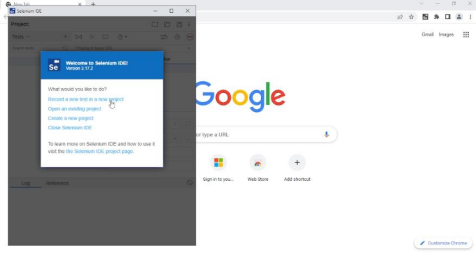 New Tab
Selenium IDE
Project
Gmail Images
Se
Welcome to Selenium IDE!
Version 3.17.2
What would you like to do?
Record a new test in a new project
Open an existing project
Create a new project
Close Selenium IDE
To learn more on Selenium IDE and how to use it
visit the the Selenium IDE project page.
Google
or type a URL
Sign in to you...
Web Store
Add shortcut
Log
Reference
Customize Chrome